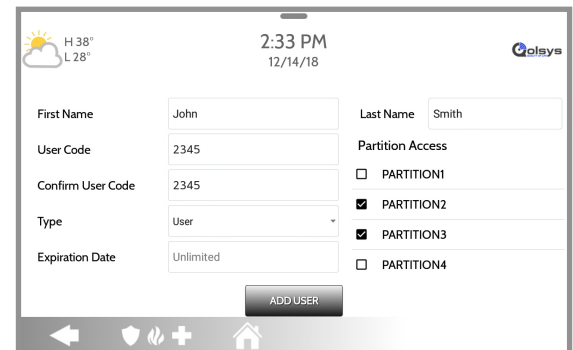 H 38°
L 28°
2:33 PM
12/14/18
Qolsys
First Name
John
Last Name
Smith
User Code
2345
Partition Access
Confirm User Code
2345
PARTITION1
PARTITION2
Type
User
PARTITION3
Expiration Date
Unlimited
PARTITION4
ADD USER